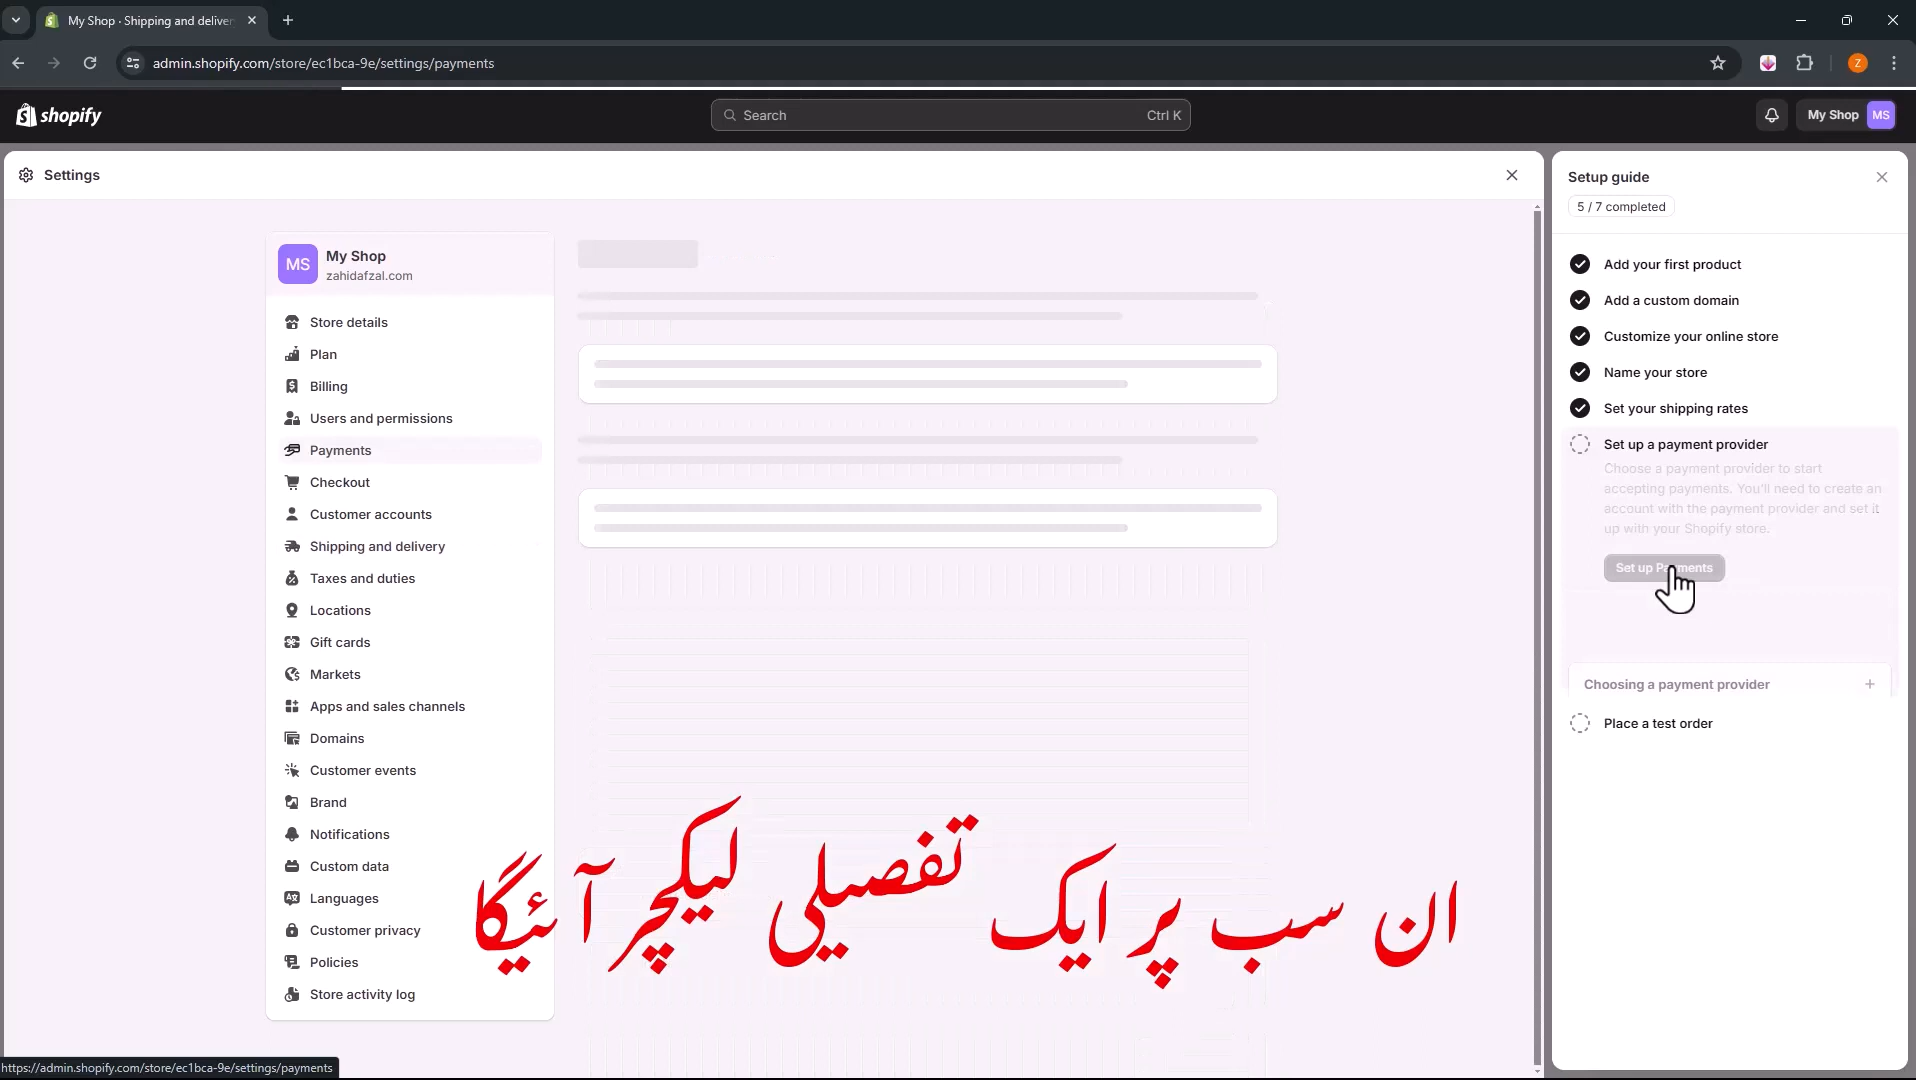 My Shop · Shipping and deliver
admin.shopify.com/store/ec1bca-9e/settings/payments
shopify
Search
Ctrl K
My Shop
MS
Settings
MS
My Shop
zahidafzal.com
Store details
Plan
Billing
Users and permissions
Payments
Checkout
Customer accounts
Shipping and delivery
Taxes and duties
Locations
Gift cards
Markets
Apps and sales channels
Domains
Customer events
Brand
Notifications
Custom data
Languages
Customer privacy
Policies
Store activity log
ان سب پر ایک تفصیلی لیکچر آئیگا
Setup guide
5 / 7 completed
Add your first product
Add a custom domain
Customize your online store
Name your store
Set your shipping rates
Set up a payment provider
Choose a payment provider to start
accepting payments. You'll need to create an
account with the payment provider and set it
up with your Shopify store.
Set up Payments
Choosing a payment provider
Place a test order
https://admin.shopify.com/store/ec1bca-9e/settings/payments
Z